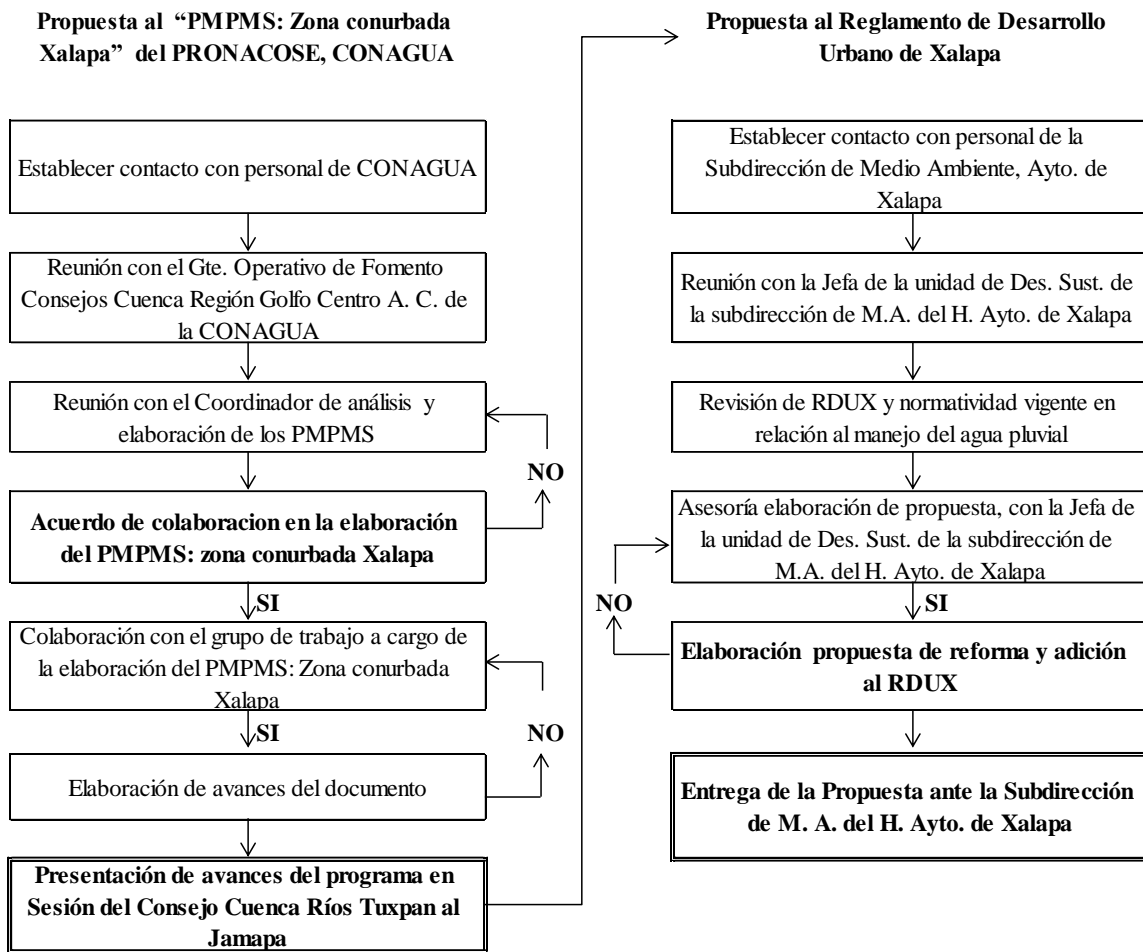 Propuesta al “PMPMS: Zona conurbada
Xalapa” del PRONACOSE, CONAGUA
Establecer contacto con personal de CONAGUA
Reunión con el Gte. Operativo de Fomento
Consejos Cuenca Región Golfo Centro A. C. de
la CONAGUA
Reunión con el Coordinador de análisis y
elaboración de los PMPMS
NO
Acuerdo de colaboracion en la elaboración
del PMPMS: zona conurbada Xalapa
SI
Colaboración con el grupo de trabajo a cargo de
la elaboración del PMPMS: Zona conurbada
Xalapa
SI
NO
Elaboración de avances del documento
Presentación de avances del programa en
Sesión del Consejo Cuenca Ríos Tuxpan al
Jamapa
Propuesta al Reglamento de Desarrollo
Urbano de Xalapa
Establecer contacto con personal de la
Subdirección de Medio Ambiente, Ayto. de
Xalapa
Reunión con la Jefa de la unidad de Des. Sust. de
la subdirección de M.A. del H. Ayto. de Xalapa
Revisión de RDUX y normatividad vigente en
relación al manejo del agua pluvial
Asesoría elaboración de propuesta, con la Jefa de
la unidad de Des. Sust. de la subdirección de
M.A. del H. Ayto. de Xalapa
NO
SI
Elaboración propuesta de reforma y adición
al RDUX
Entrega de la Propuesta ante la Subdirección
de M. A. del H. Ayto. de Xalapa